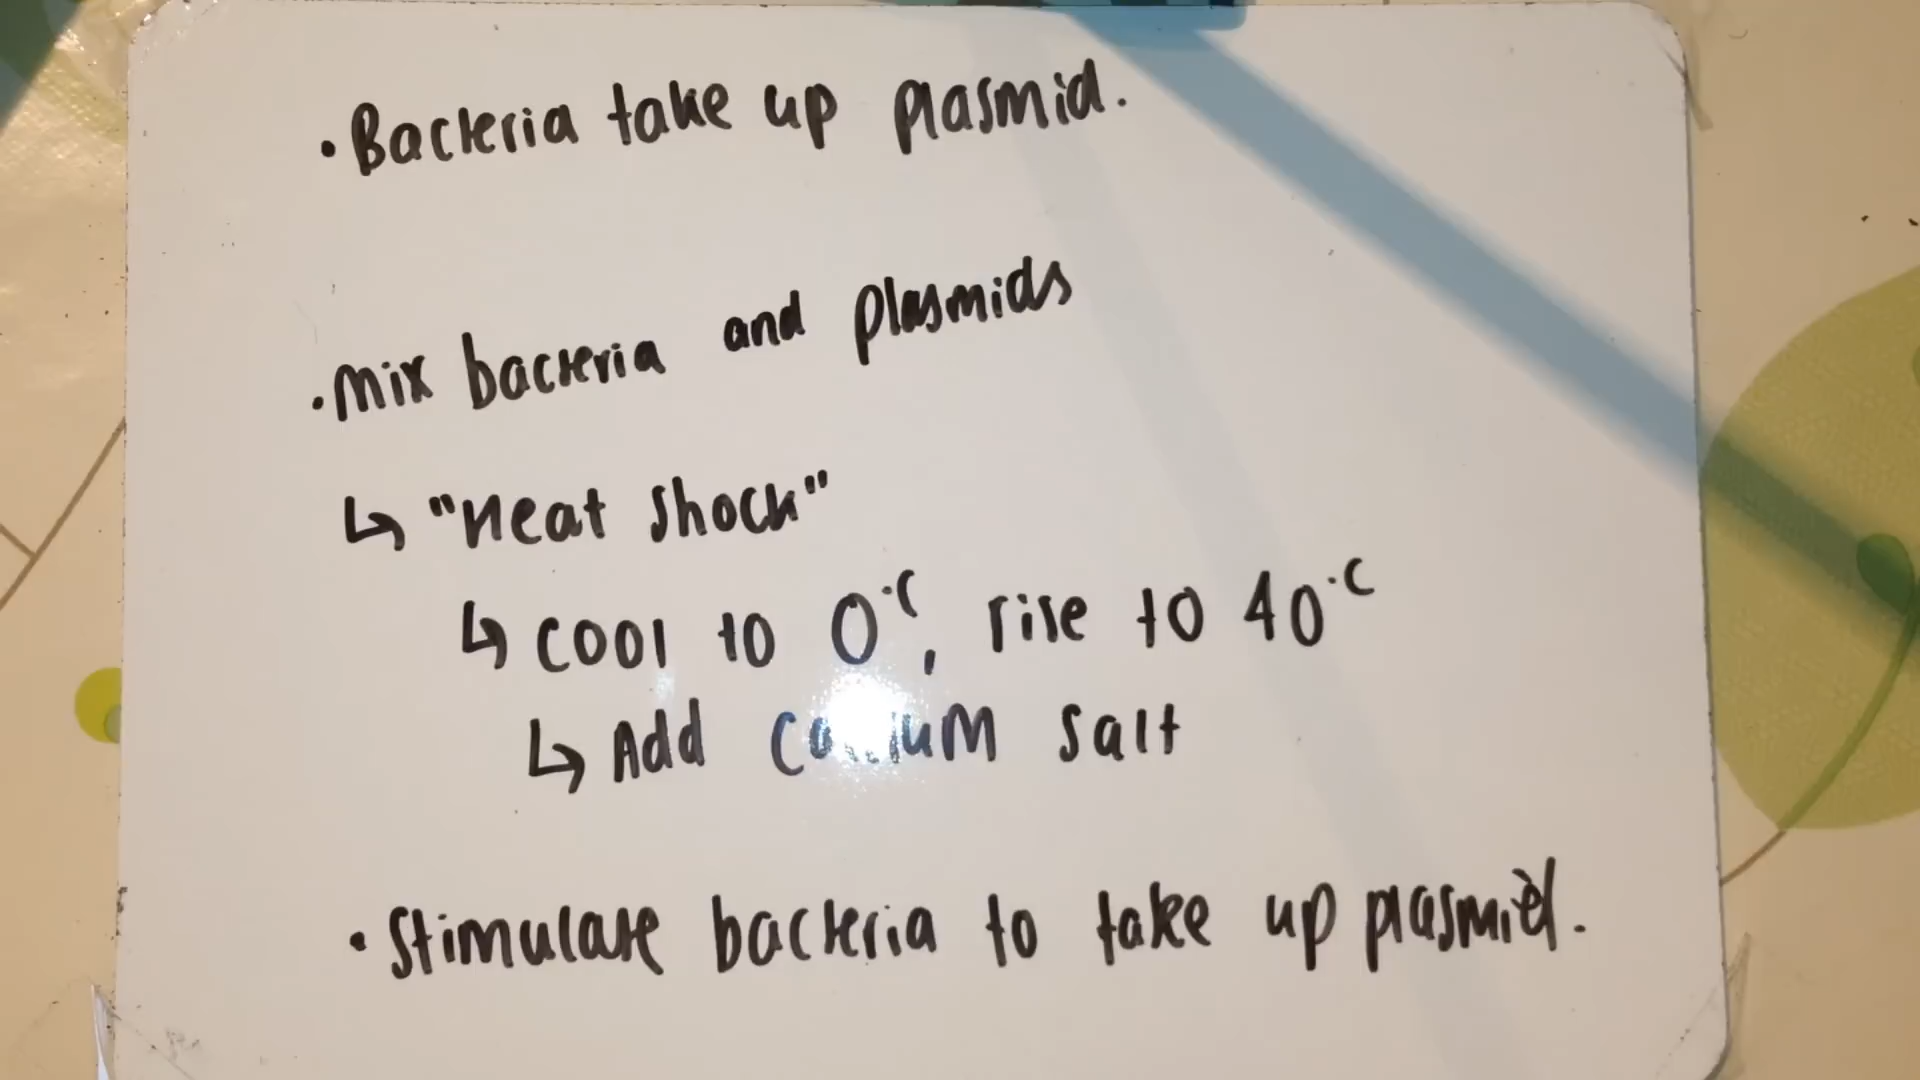 • Bacteria take up plasmid.
• Mix bacteria and plasmids
↳ "Heat shock"
↳ cool to 0°C, rise to 40°C
↳ Add salt
• Stimulate bacteria to take up plasmid.